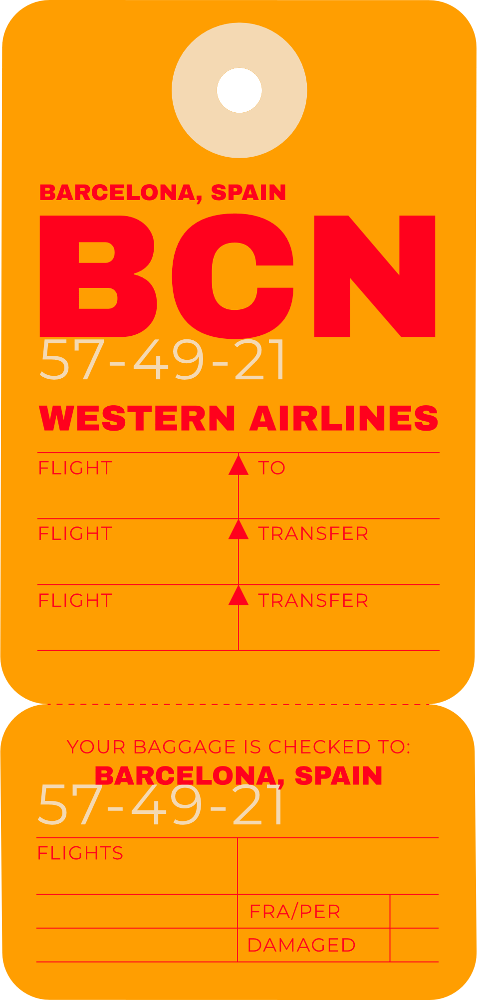 BARCELONA, SPAIN
BCN
57-49-21
WESTERN AIRLINES
FLIGHT TO
FLIGHT TRANSFER
FLIGHT TRANSFER
YOUR BAGGAGE IS CHECKED TO:
BARCELONA, SPAIN
57-49-21
FLIGHTS
FRA/PER
DAMAGED